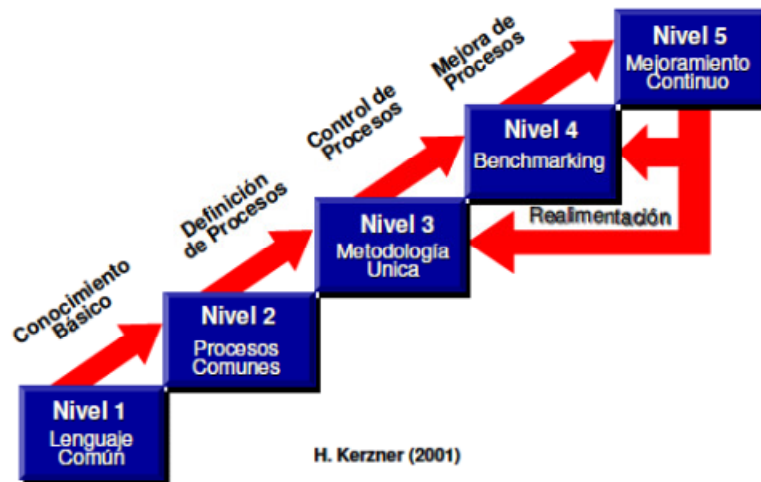 Nivel 5
Mejoramiento
Continuo
Mejora de
Procesos
Nivel 4
Benchmarking
Control de
Procesos
Realimentación
Nivel 3
Metodología
Unica
Definición
de Procesos
Nivel 2
Procesos
Comunes
Conocimiento
Básico
Nivel 1
Lenguaje
Común
H. Kerzner (2001)